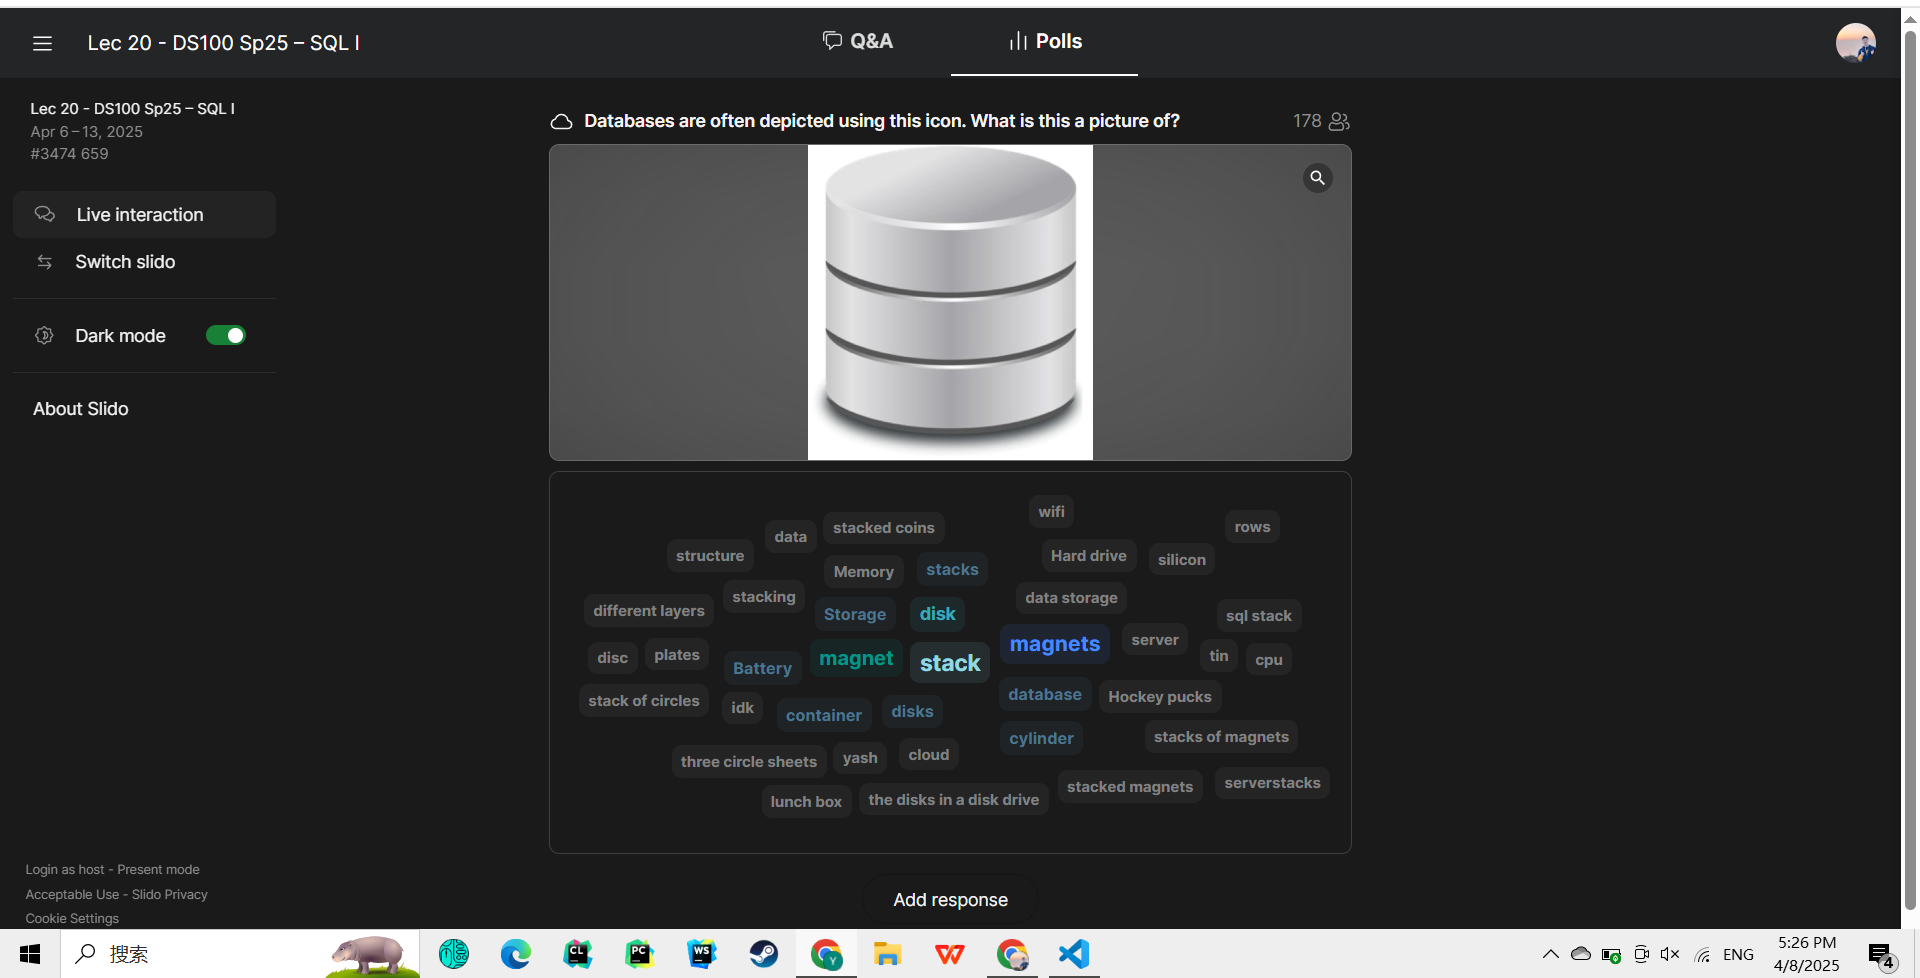 Lec 20 - DS100 Sp25 – SQL I
Q&A
Polls
Lec 20 - DS100 Sp25 – SQL I
Apr 6 – 13, 2025
#3474 659
Live interaction
Switch slido
Dark mode
About Slido
Databases are often depicted using this icon. What is this a picture of?
178
wifi
stacked coins
rows
data
structure
Hard drive
silicon
Memory
stacks
stacking
data storage
different layers
Storage
disk
sql stack
magnets
server
disc
plates
Battery
magnet
stack
tin
cpu
stack of circles
idk
container
disks
database
Hockey pucks
cylinder
stacks of magnets
three circle sheets
yash
cloud
lunch box
the disks in a disk drive
stacked magnets
serverstacks
Add response
Login as host - Present mode
Acceptable Use - Slido Privacy
Cookie Settings
搜索
CL
PC
WS
Y
ENG
5:26 PM
4/8/2025
4